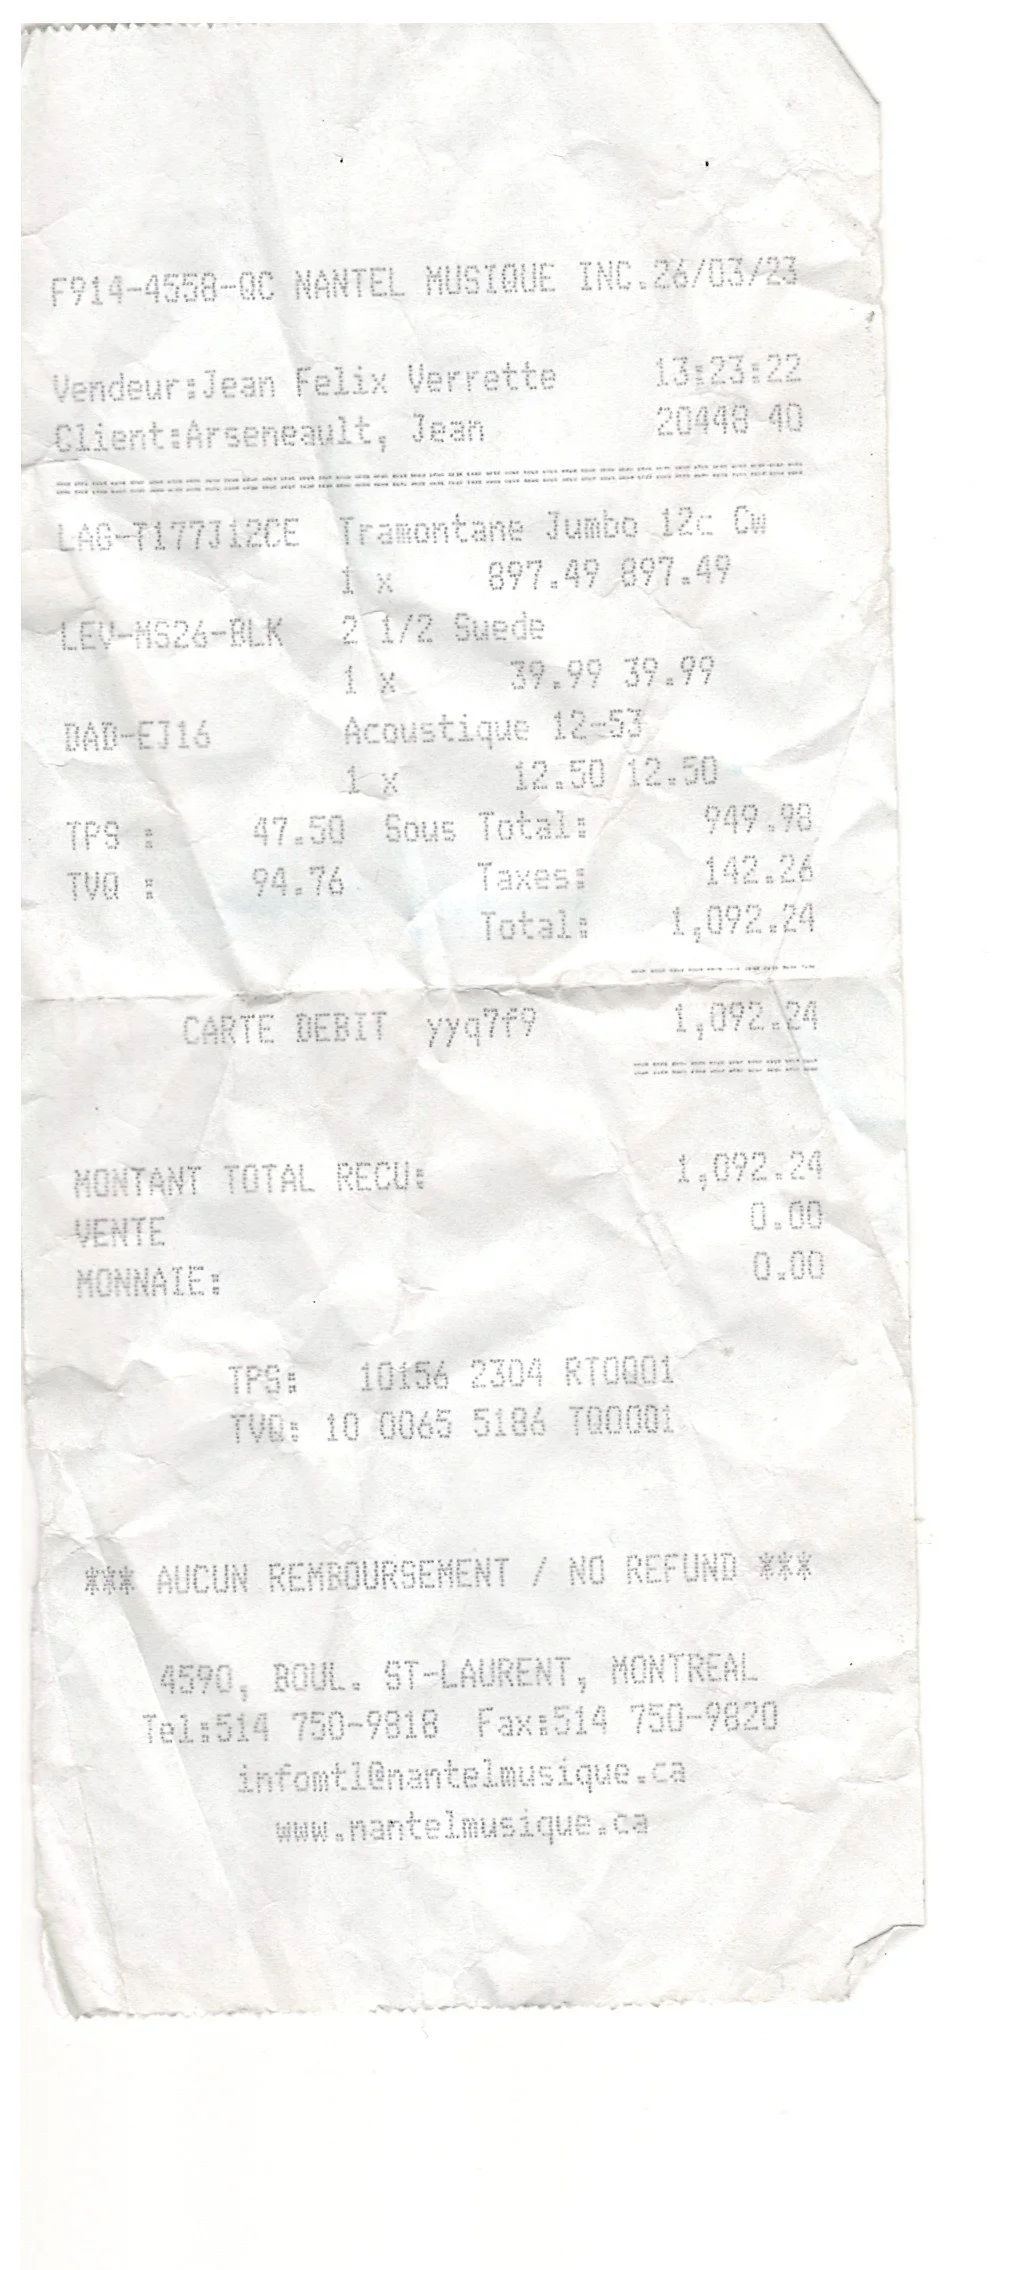 F914-4558-QC NANTEL MUSIQUE INC. 26/03/23
Vendeur:Jean Felix Verrette 13:23:22
Client:Arseneault, Jean 20448 40
LAG-T177J12CE Tramontane Jumbo 12c Cw
1 x 897.49 897.49
LEV-MS26-BLK 2 1/2 Suede
1 x 39.99 39.99
DAD-EJ16 Acoustique 12-53
1 x 12.50 12.50
TPS : 47.50 Sous Total: 949.98
TVQ : 94.76 Taxes: 142.26
Total: 1,092.24
CARTE DEBIT yyq7f9 1,092.24
MONTANT TOTAL RECU: 1,092.24
VENTE 0.00
MONNAIE: 0.00
TPS: 10156 2304 RT0001
TVQ: 10 0065 5186 TQ0001
*** AUCUN REMBOURSEMENT / NO REFUND ***
4590, BOUL. ST-LAURENT, MONTREAL
Tel:514 750-9818 Fax:514 750-9820
infomtl@nantelmusique.ca
www.nantelmusique.ca